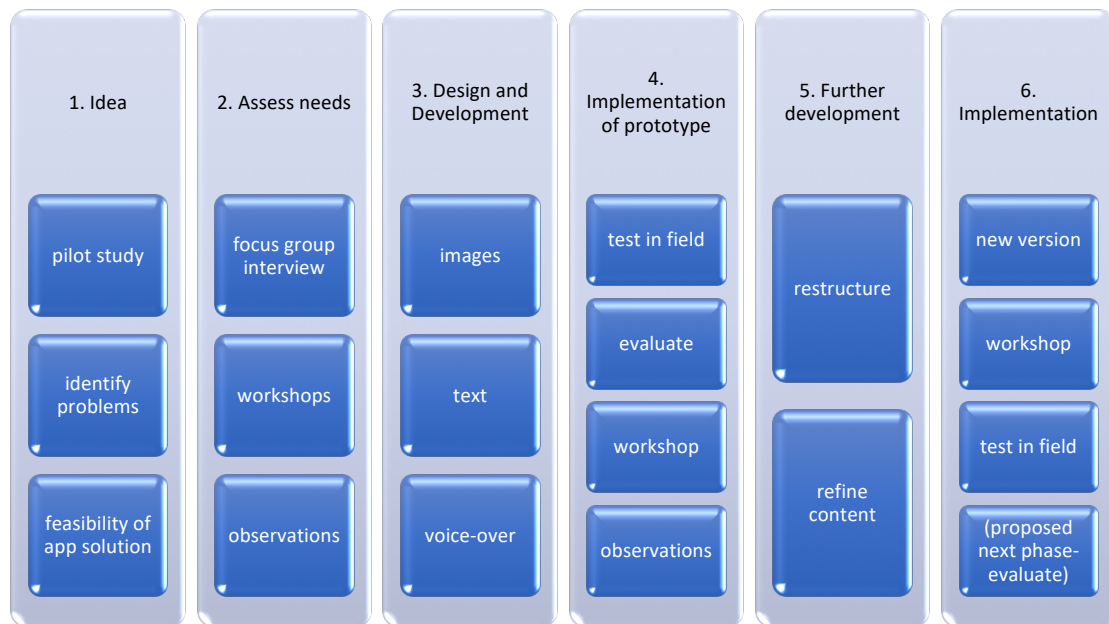 1. Idea
pilot study
identify
problems
feasibility of
app solution
2. Assess needs
focus group
interview
workshops
observations
3. Design and
Development
images
text
voice-over
4.
Implementation
of prototype
test in field
evaluate
workshop
observations
5. Further
development
restructure
refine
content
6.
Implementation
new version
workshop
test in field
(proposed
next phase-
evaluate)